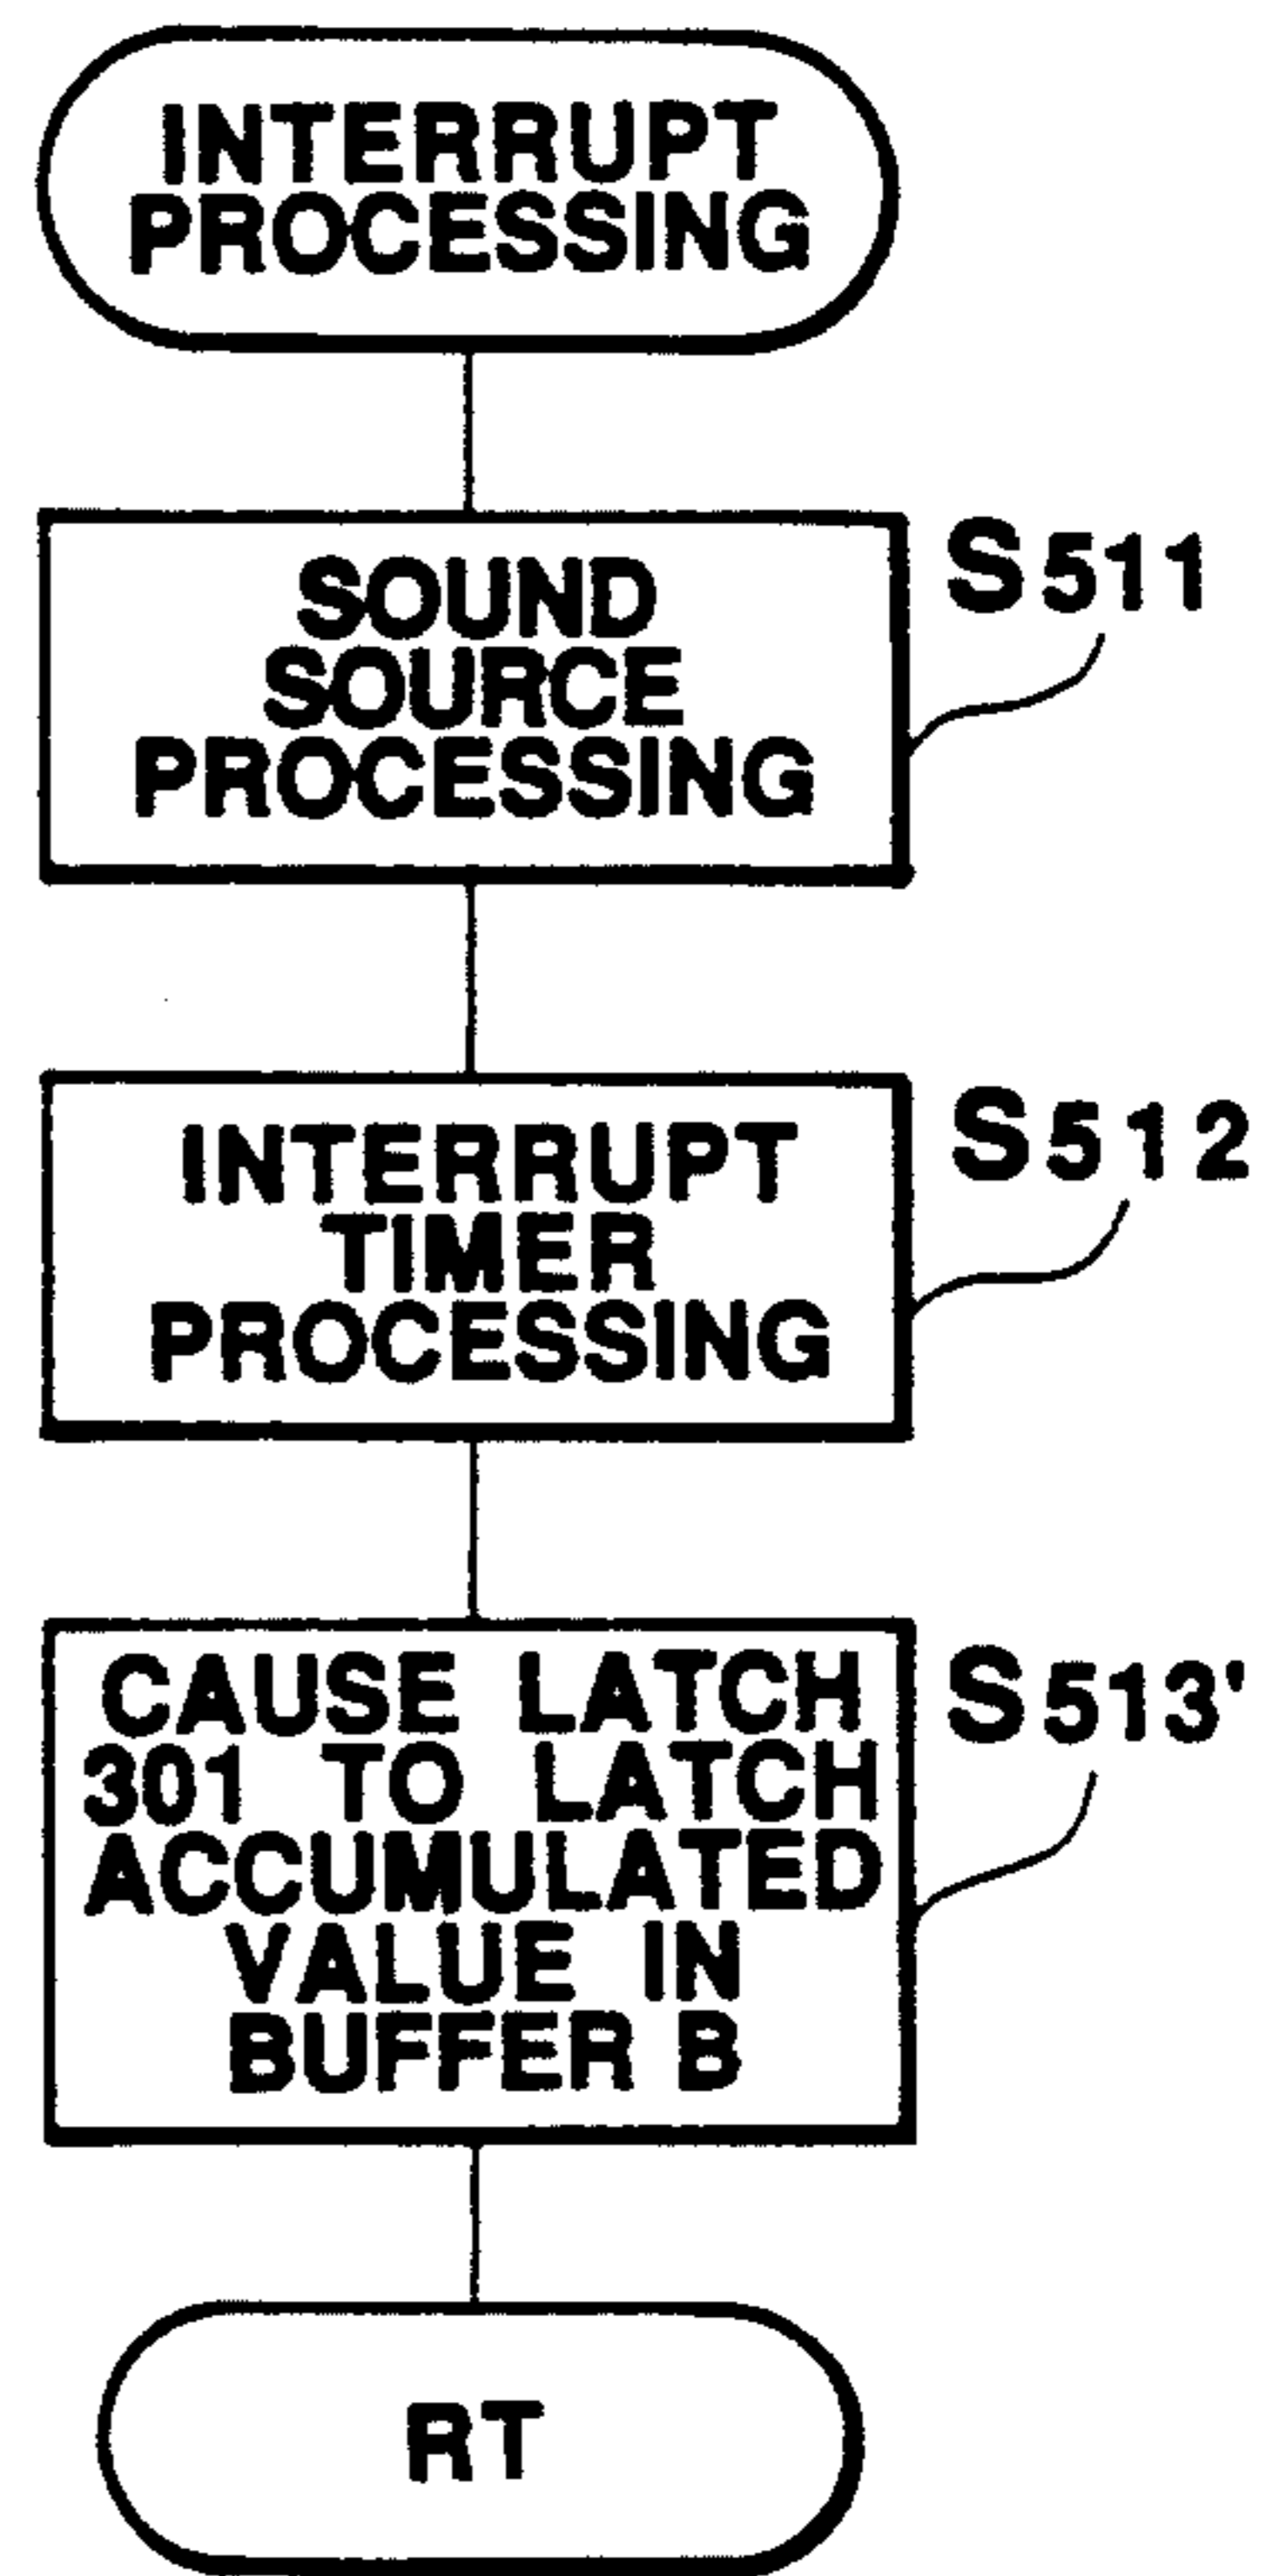 INTERRUPT
PROCESSING
SOUND
SOURCE
PROCESSING
S511
INTERRUPT
TIMER
PROCESSING
S512
CAUSE LATCH
301 TO LATCH
ACCUMULATED
VALUE IN
BUFFER B
S513'
RT